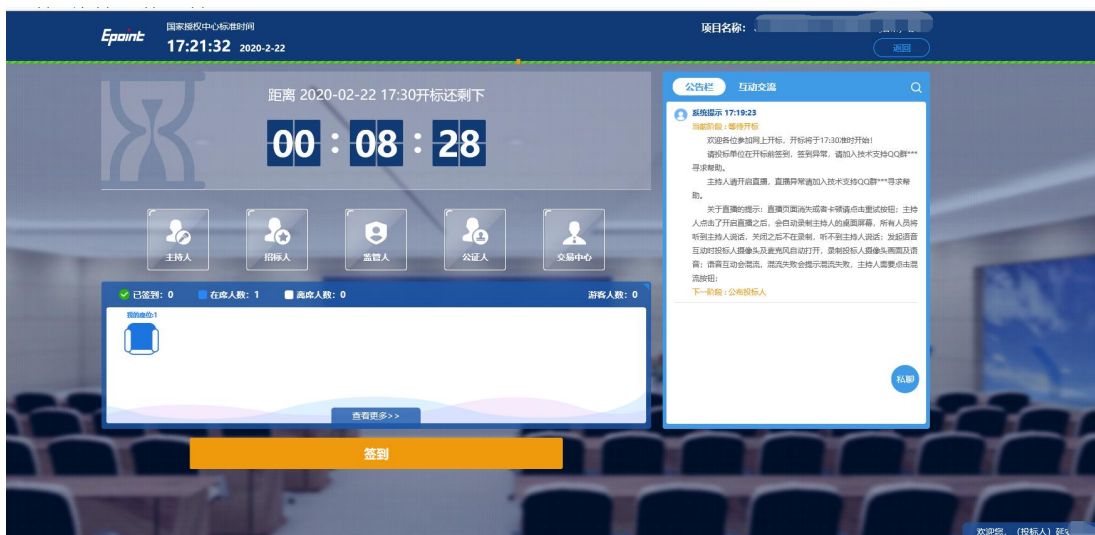 Epoint
国家授权中心标准时间
17:21:32 2020-2-22
项目名称：
返回
距离 2020-02-22 17:30开标还剩下
00 : 08 : 28
主持人
招标人
监管人
公证人
交易中心
已签到：0 在席人数：1 离席人数：0 游客人数：0
我的座位:1
查看更多>>
签到
公告栏 互动交流
系统提示 17:19:23
当前阶段：等待开标
欢迎各位参加网上开标，开标将于17:30准时开始！
请投标单位在开标前签到，签到异常，请加入技术支持QQ群***
寻求帮助。
主持人请开启直播，直播异常请加入技术支持QQ群***寻求帮
助。
关于直播的提示：直播页面消失或者卡顿请点击重试按钮；主持
人点击了开启直播之后，会自动录制主持人的桌面屏幕，所有人员将
听到主持人说话，关闭之后不在录制，听不到主持人说话；发起语音
互动时投标人摄像头及麦克风自动打开，录制投标人摄像头画面及语
音；语音互动会混流，混流失败会提示混流失败，主持人需要点击混
流按钮；
下一阶段：公布投标人
私聊
欢迎您，（投标人）延